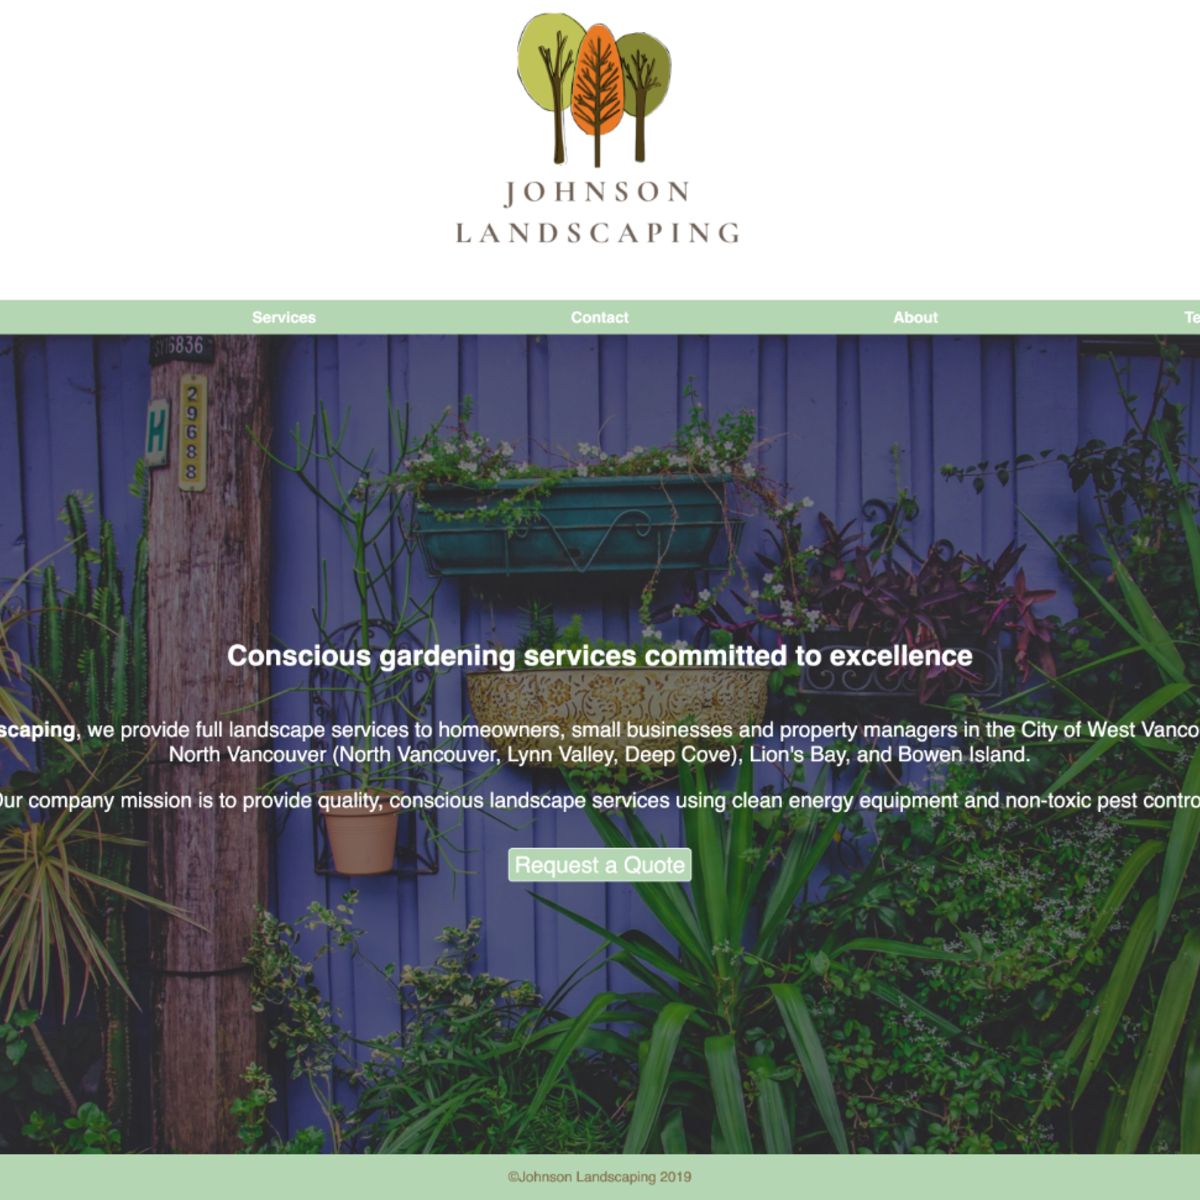 JOHNSON
LANDSCAPING
Services Contact About Te
6836
29688
H
Conscious gardening services committed to excellence
scaping, we provide full landscape services to homeowners, small businesses and property managers in the City of West Vanco
North Vancouver (North Vancouver, Lynn Valley, Deep Cove), Lion's Bay, and Bowen Island.
Our company mission is to provide quality, conscious landscape services using clean energy equipment and non-toxic pest contro
Request a Quote
©Johnson Landscaping 2019